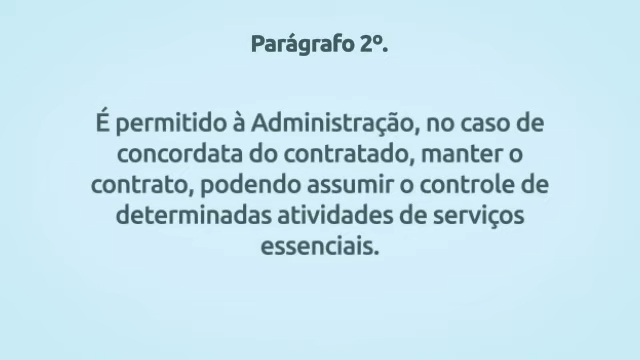 Parágrafo 2º.
É permitido à Administração, no caso de
concordata do contratado, manter o
contrato, podendo assumir o controle de
determinadas atividades de serviços
essenciais.